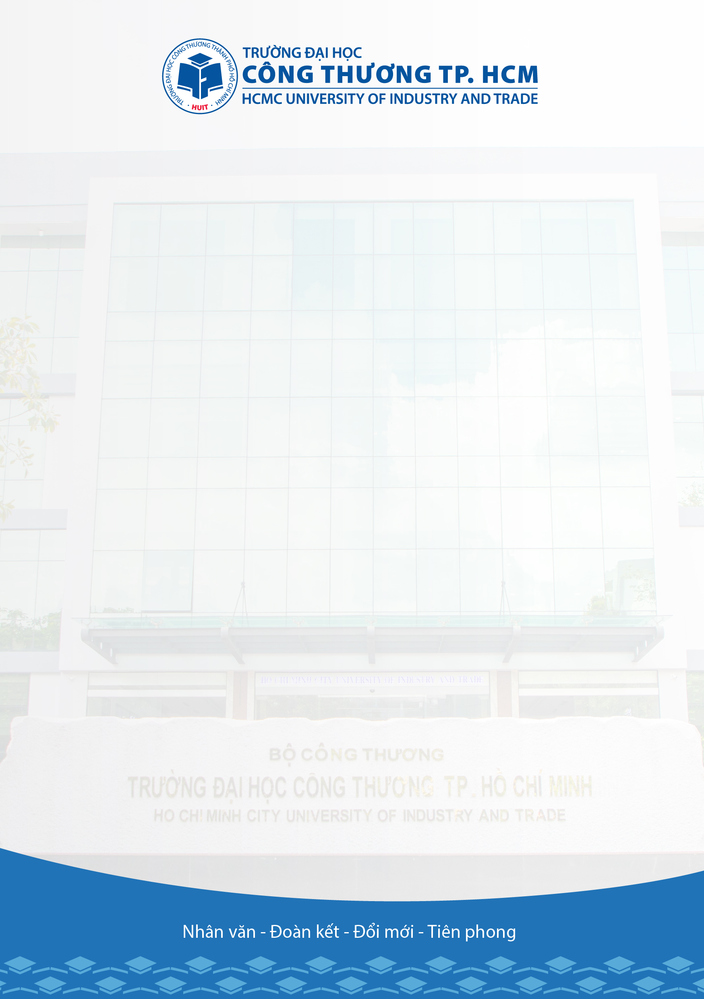 TRƯỜNG ĐẠI HỌC CÔNG THƯƠNG THÀNH PHỐ HỒ CHÍ MINH
· HUIT ·
TRƯỜNG ĐẠI HỌC
CÔNG THƯƠNG TP. HCM
HCMC UNIVERSITY OF INDUSTRY AND TRADE
HO CHI MINH CITY UNIVERSITY OF INDUSTRY AND TRADE
BỘ CÔNG THƯƠNG
TRƯỜNG ĐẠI HỌC CÔNG THƯƠNG TP. HỒ CHÍ MINH
HO CHI MINH CITY UNIVERSITY OF INDUSTRY AND TRADE
Nhân văn - Đoàn kết - Đổi mới - Tiên phong